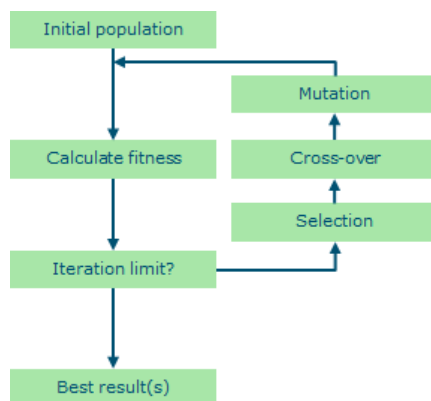 Initial population
Mutation
Calculate fitness
Cross-over
Selection
Iteration limit?
Best result(s)